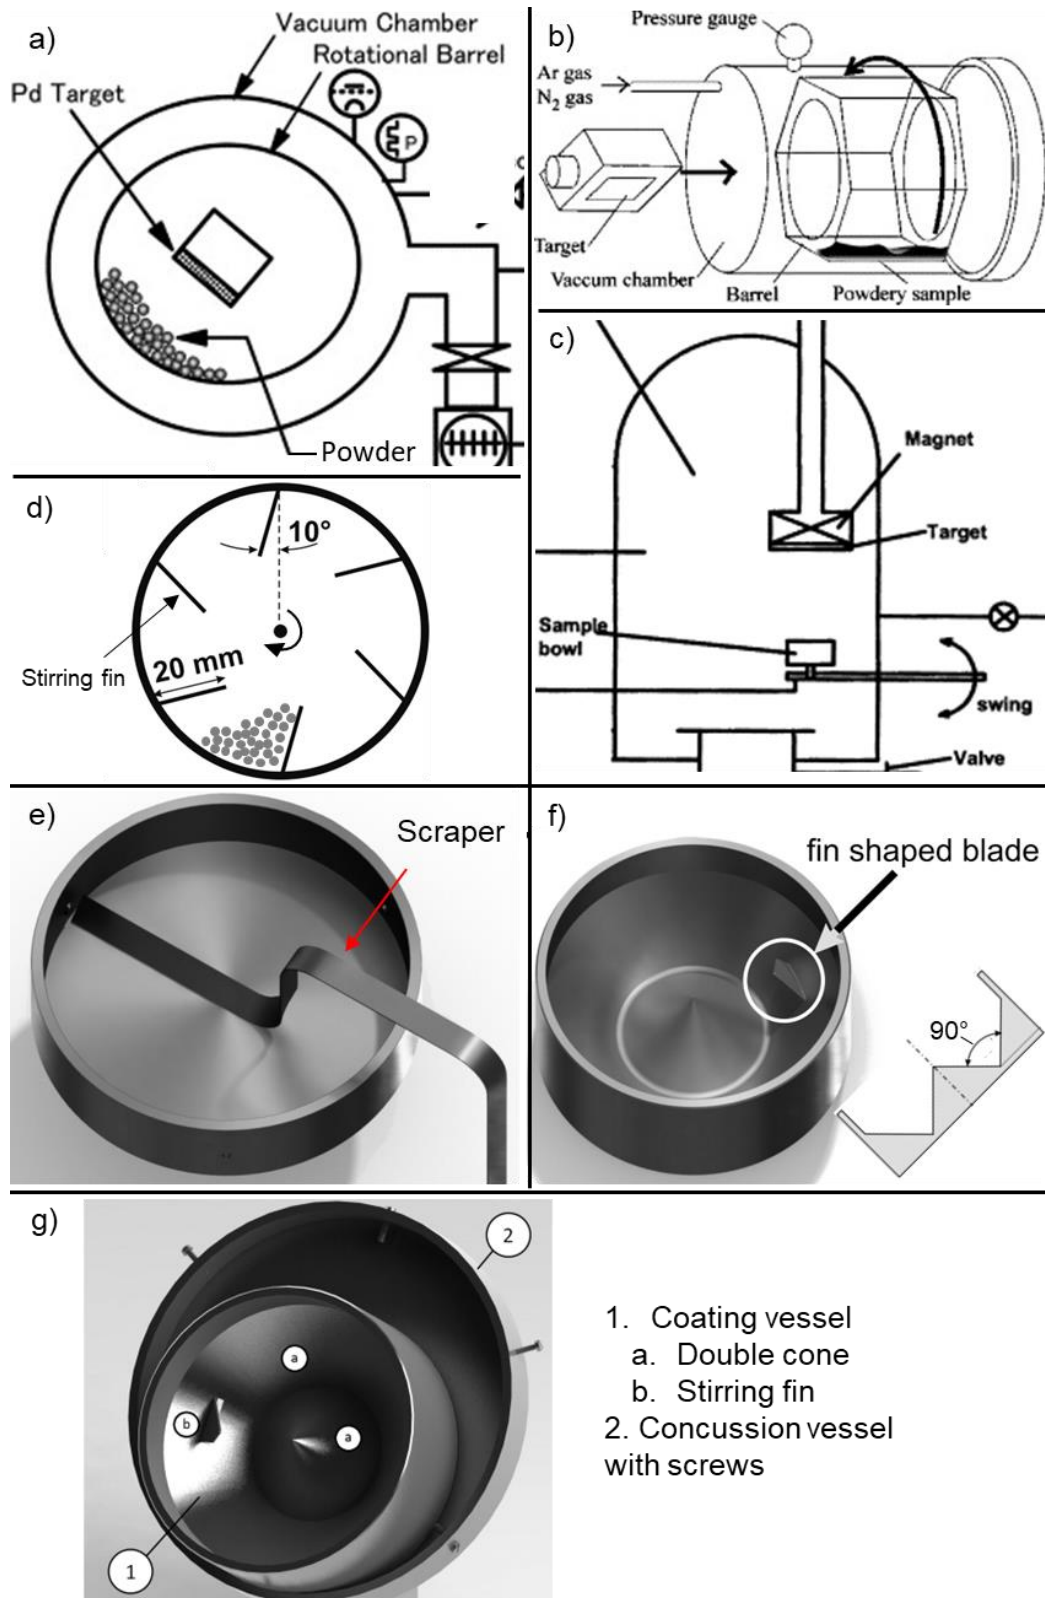 a)
Vacuum Chamber
Rotational Barrel
Pd Target
P
Powder
b)
Pressure gauge
Ar gas
N2 gas
Target
Vaccum chamber
Barrel
Powdery sample
c)
Magnet
Target
Sample
bowl
swing
Valve
d)
10°
Stirring fin
20 mm
e)
Scraper
f)
fin shaped blade
90°
g)
2
a
b
a
1
1. Coating vessel
a. Double cone
b. Stirring fin
2. Concussion vessel
with screws